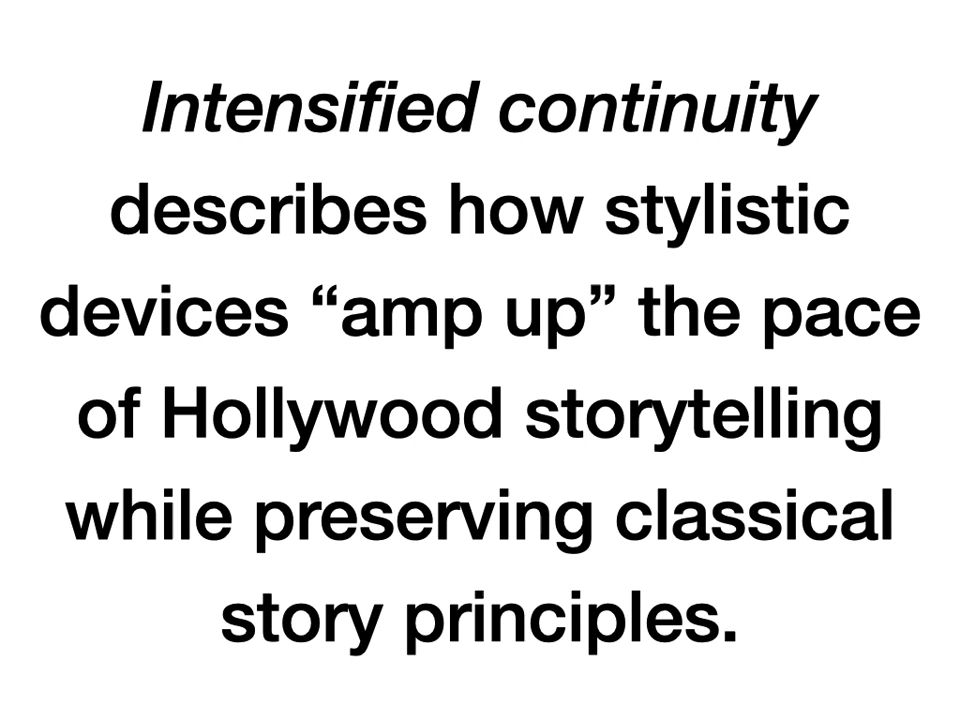 Intensified continuity
describes how stylistic
devices “amp up” the pace
of Hollywood storytelling
while preserving classical
story principles.